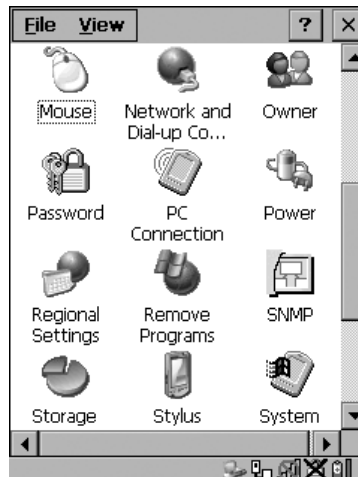 File View ? ×
Mouse Network and Dial-up Co... Owner
Password PC Connection Power
Regional Settings Remove Programs SNMP
Storage Stylus System